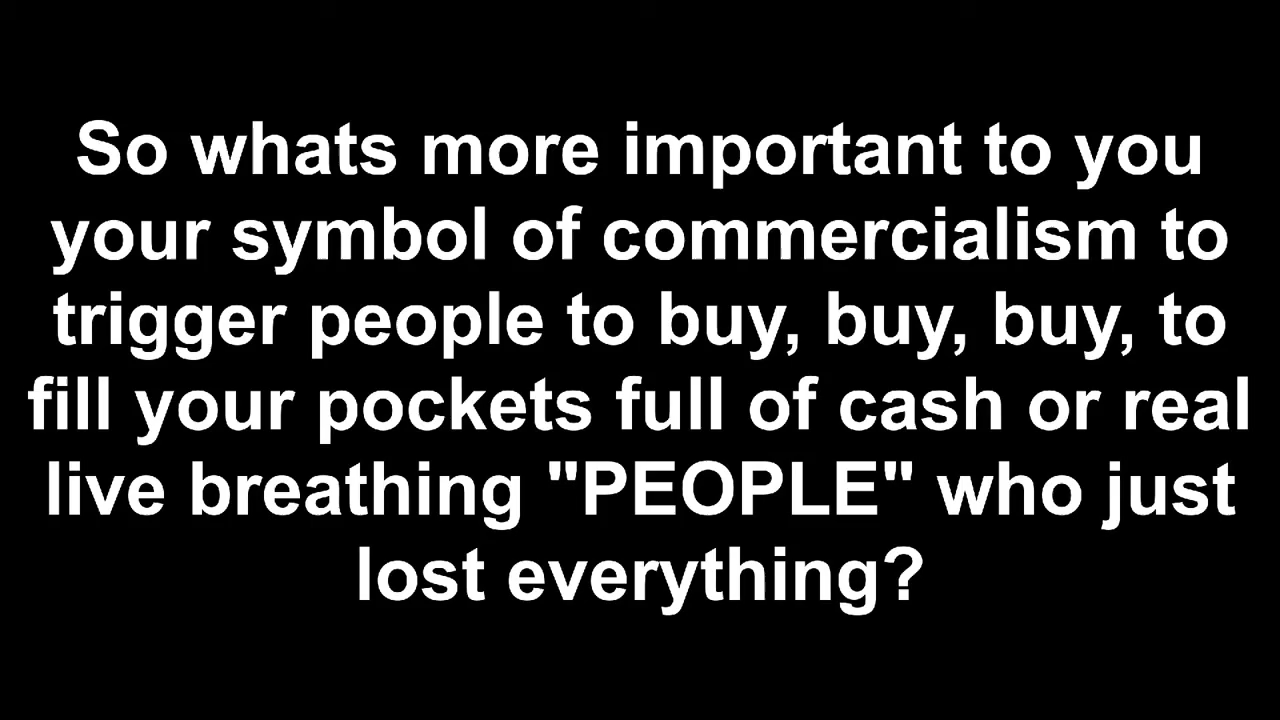 So whats more important to you
your symbol of commercialism to
trigger people to buy, buy, buy, to
fill your pockets full of cash or real
live breathing "PEOPLE" who just
lost everything?